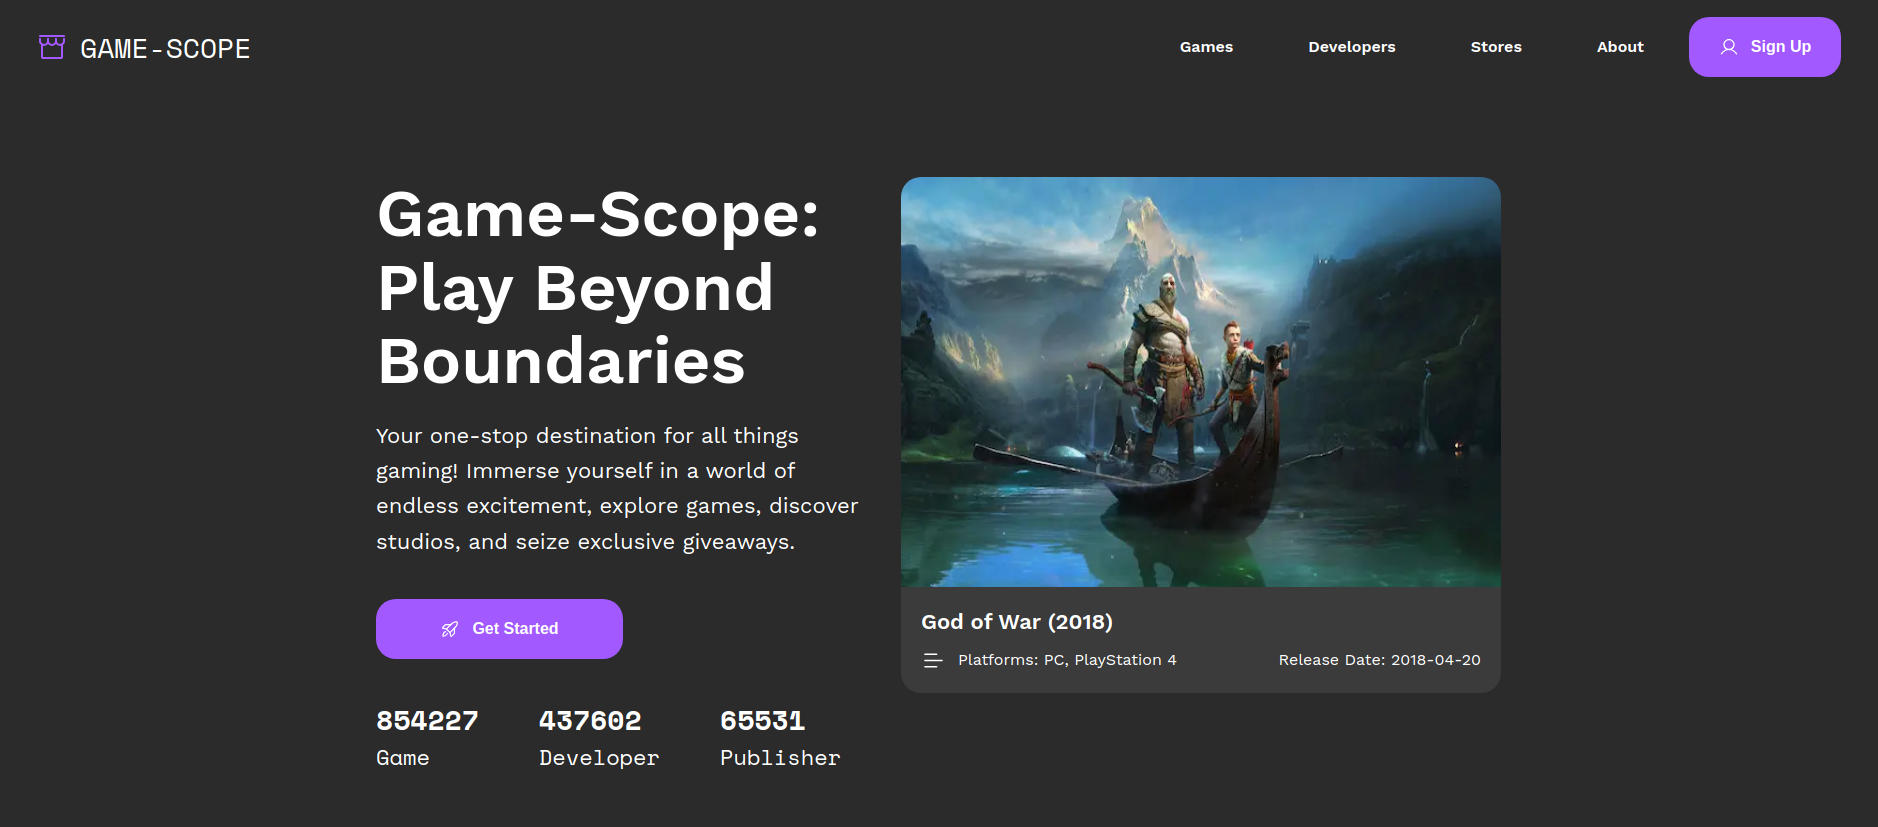 GAME-SCOPE
Games
Developers
Stores
About
Sign Up
Game-Scope:
Play Beyond
Boundaries
Your one-stop destination for all things
gaming! Immerse yourself in a world of
endless excitement, explore games, discover
studios, and seize exclusive giveaways.
Get Started
854227
Game
437602
Developer
65531
Publisher
God of War (2018)
Platforms: PC, PlayStation 4
Release Date: 2018-04-20